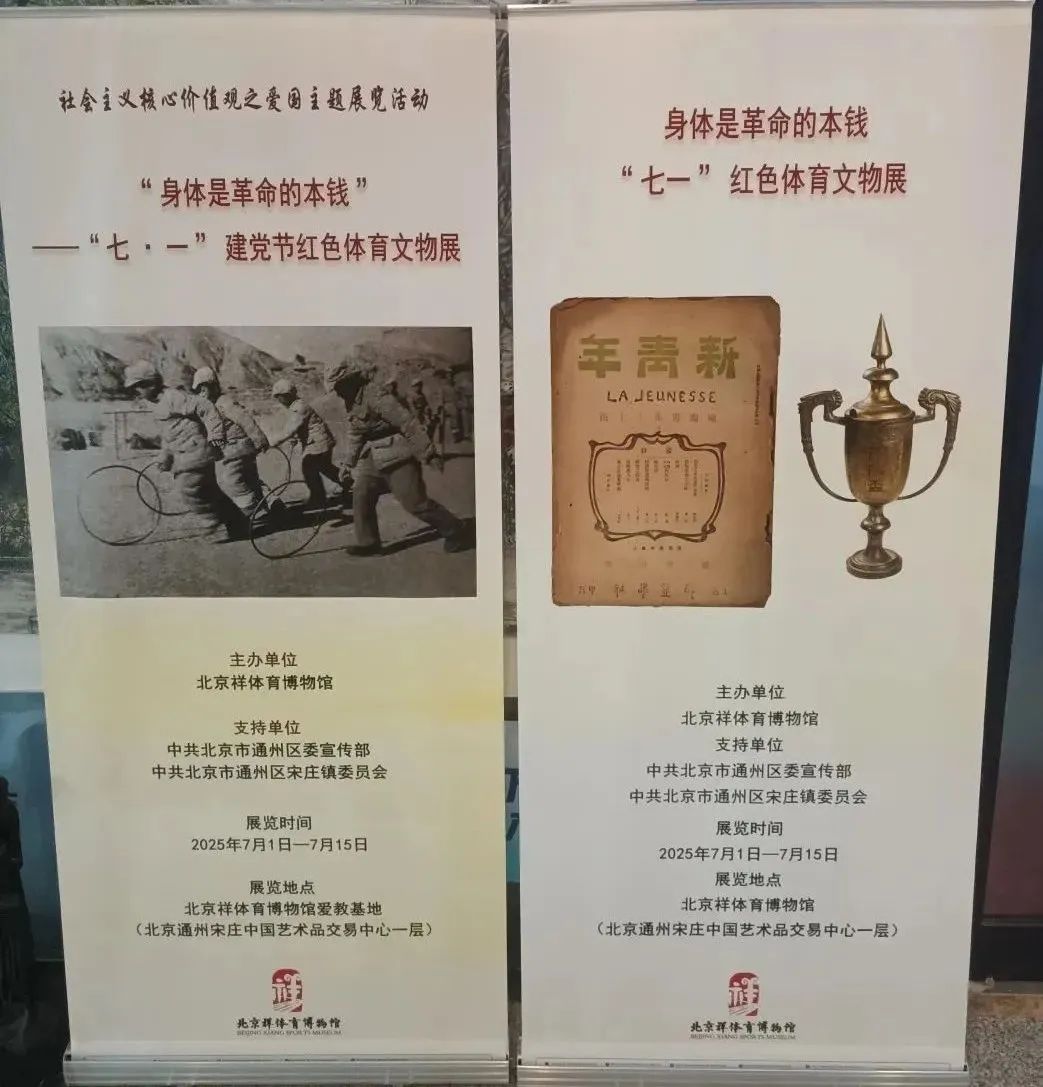 社会主义核心价值观之爱国主题展览活动
“身体是革命的本钱”
——“七·一”建党节红色体育文物展
主办单位
北京祥体育博物馆
支持单位
中共北京市通州区委宣传部
中共北京市通州区宋庄镇委员会
展览时间
2025年7月1日—7月15日
展览地点
北京祥体育博物馆爱教基地
（北京通州宋庄中国艺术品交易中心一层）
祥
北京祥体育博物馆
BEIJING XIANG SPORTS MUSEUM
身体是革命的本钱
“七一”红色体育文物展
年青新
LA JEUNESSE
主办单位
北京祥体育博物馆
支持单位
中共北京市通州区委宣传部
中共北京市通州区宋庄镇委员会
展览时间
2025年7月1日—7月15日
展览地点
北京祥体育博物馆
（北京通州宋庄中国艺术品交易中心一层）
祥
北京祥体育博物馆
BEIJING XIANG SPORTS MUSEUM